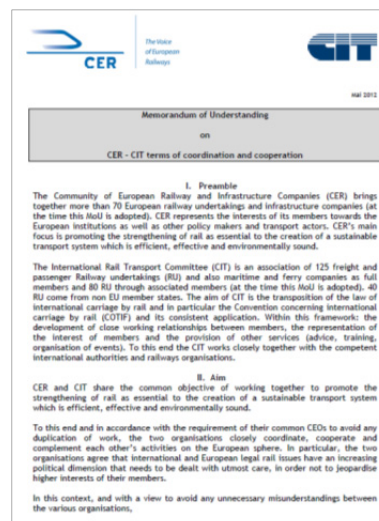 CER
The Voice
of European
Railways
CIT
Mai 2012
Memorandum of Understanding
on
CER - CIT terms of coordination and cooperation
I. Preamble
The Community of European Railway and Infrastructure Companies (CER) brings
together more than 70 European railway undertakings and infrastructure companies (at
the time this MoU is adopted). CER represents the interests of its members towards the
European institutions as well as other policy makers and transport actors. CER's main
focus is promoting the strengthening of rail as essential to the creation of a sustainable
transport system which is efficient, effective and environmentally sound.
The International Rail Transport Committee (CIT) is an association of 125 freight and
passenger Railway undertakings (RU) and also maritime and ferry companies as full
members and 80 RU through associated members (at the time this MoU is adopted). 40
RU come from non EU member states. The aim of CIT is the transposition of the law of
international carriage by rail and in particular the Convention concerning international
carriage by rail (COTIF) and its consistent application. Within this framework: the
development of close working relationships between members, the representation of
the interest of members and the provision of other services (advice, training,
organisation of events). To this end the CIT works closely together with the competent
international authorities and railways organisations.
II. Aim
CER and CIT share the common objective of working together to promote the
strengthening of rail as essential to the creation of a sustainable transport system
which is efficient, effective and environmentally sound.
To this end and in accordance with the requirement of their common CEOs to avoid any
duplication of work, the two organisations closely coordinate, cooperate and
complement each other's activities on the European sphere. In particular, the two
organisations agree that international and European legal rail issues have an increasing
political dimension that needs to be dealt with utmost care, in order not to jeopardise
higher interests of their members.
In this context, and with a view to avoid any unnecessary misunderstandings between
the various organisations,